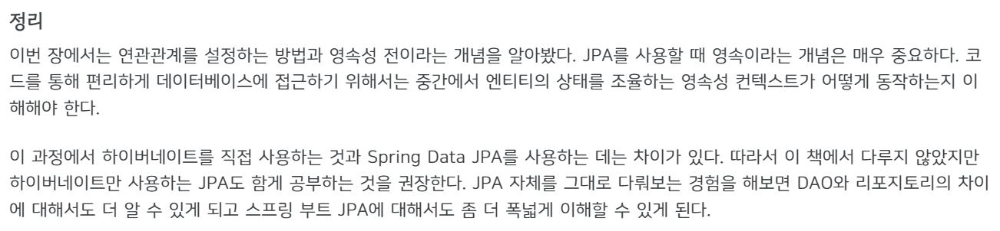 정리
이번 장에서는 연관관계를 설정하는 방법과 영속성 전이라는 개념을 알아봤다. JPA를 사용할 때 영속이라는 개념은 매우 중요하다. 코
드를 통해 편리하게 데이터베이스에 접근하기 위해서는 중간에서 엔티티의 상태를 조율하는 영속성 컨텍스트가 어떻게 동작하는지 이
해해야 한다.
이 과정에서 하이버네이트를 직접 사용하는 것과 Spring Data JPA를 사용하는 데는 차이가 있다. 따라서 이 책에서 다루지 않았지만
하이버네이트만 사용하는 JPA도 함게 공부하는 것을 권장한다. JPA 자체를 그대로 다뤄보는 경험을 해보면 DAO와 리포지토리의 차이
에 대해서도 더 알 수 있게 되고 스프링 부트 JPA에 대해서도 좀 더 폭넓게 이해할 수 있게 된다.